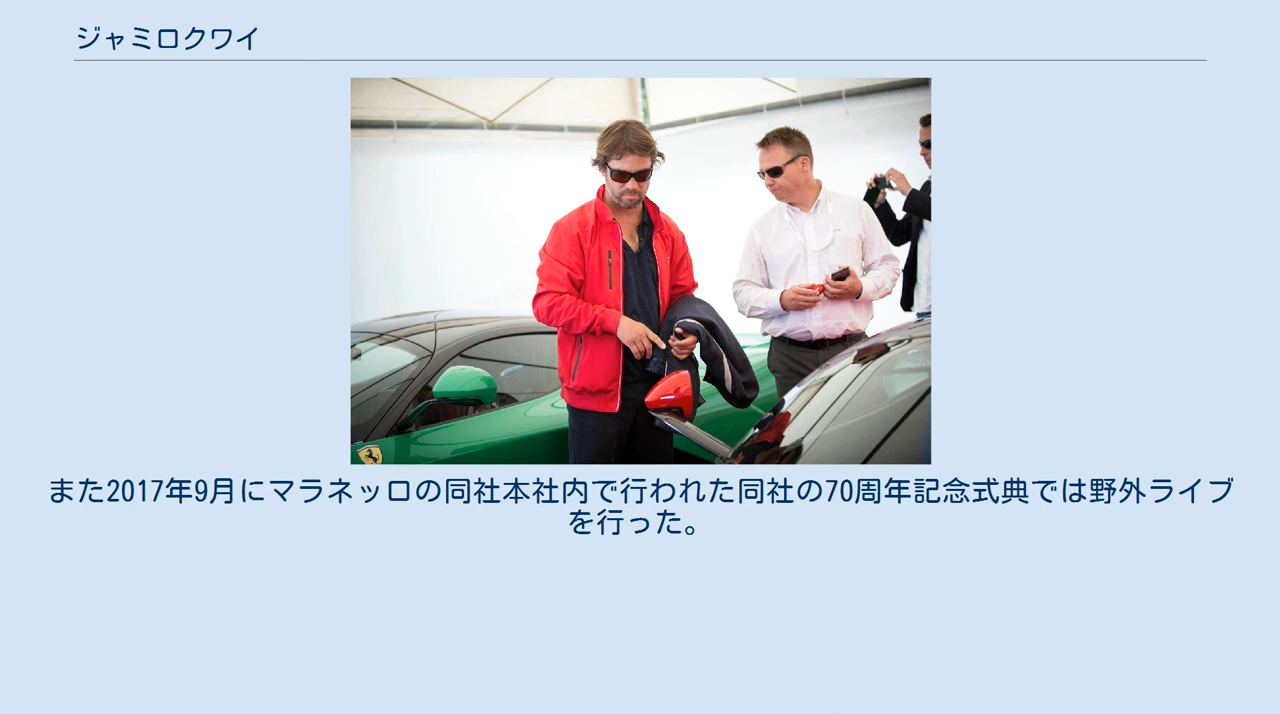 ジャミロクワイ
また2017年9月にマラネッロの同社本社内で行われた同社の70周年記念式典では野外ライブ
を行った。